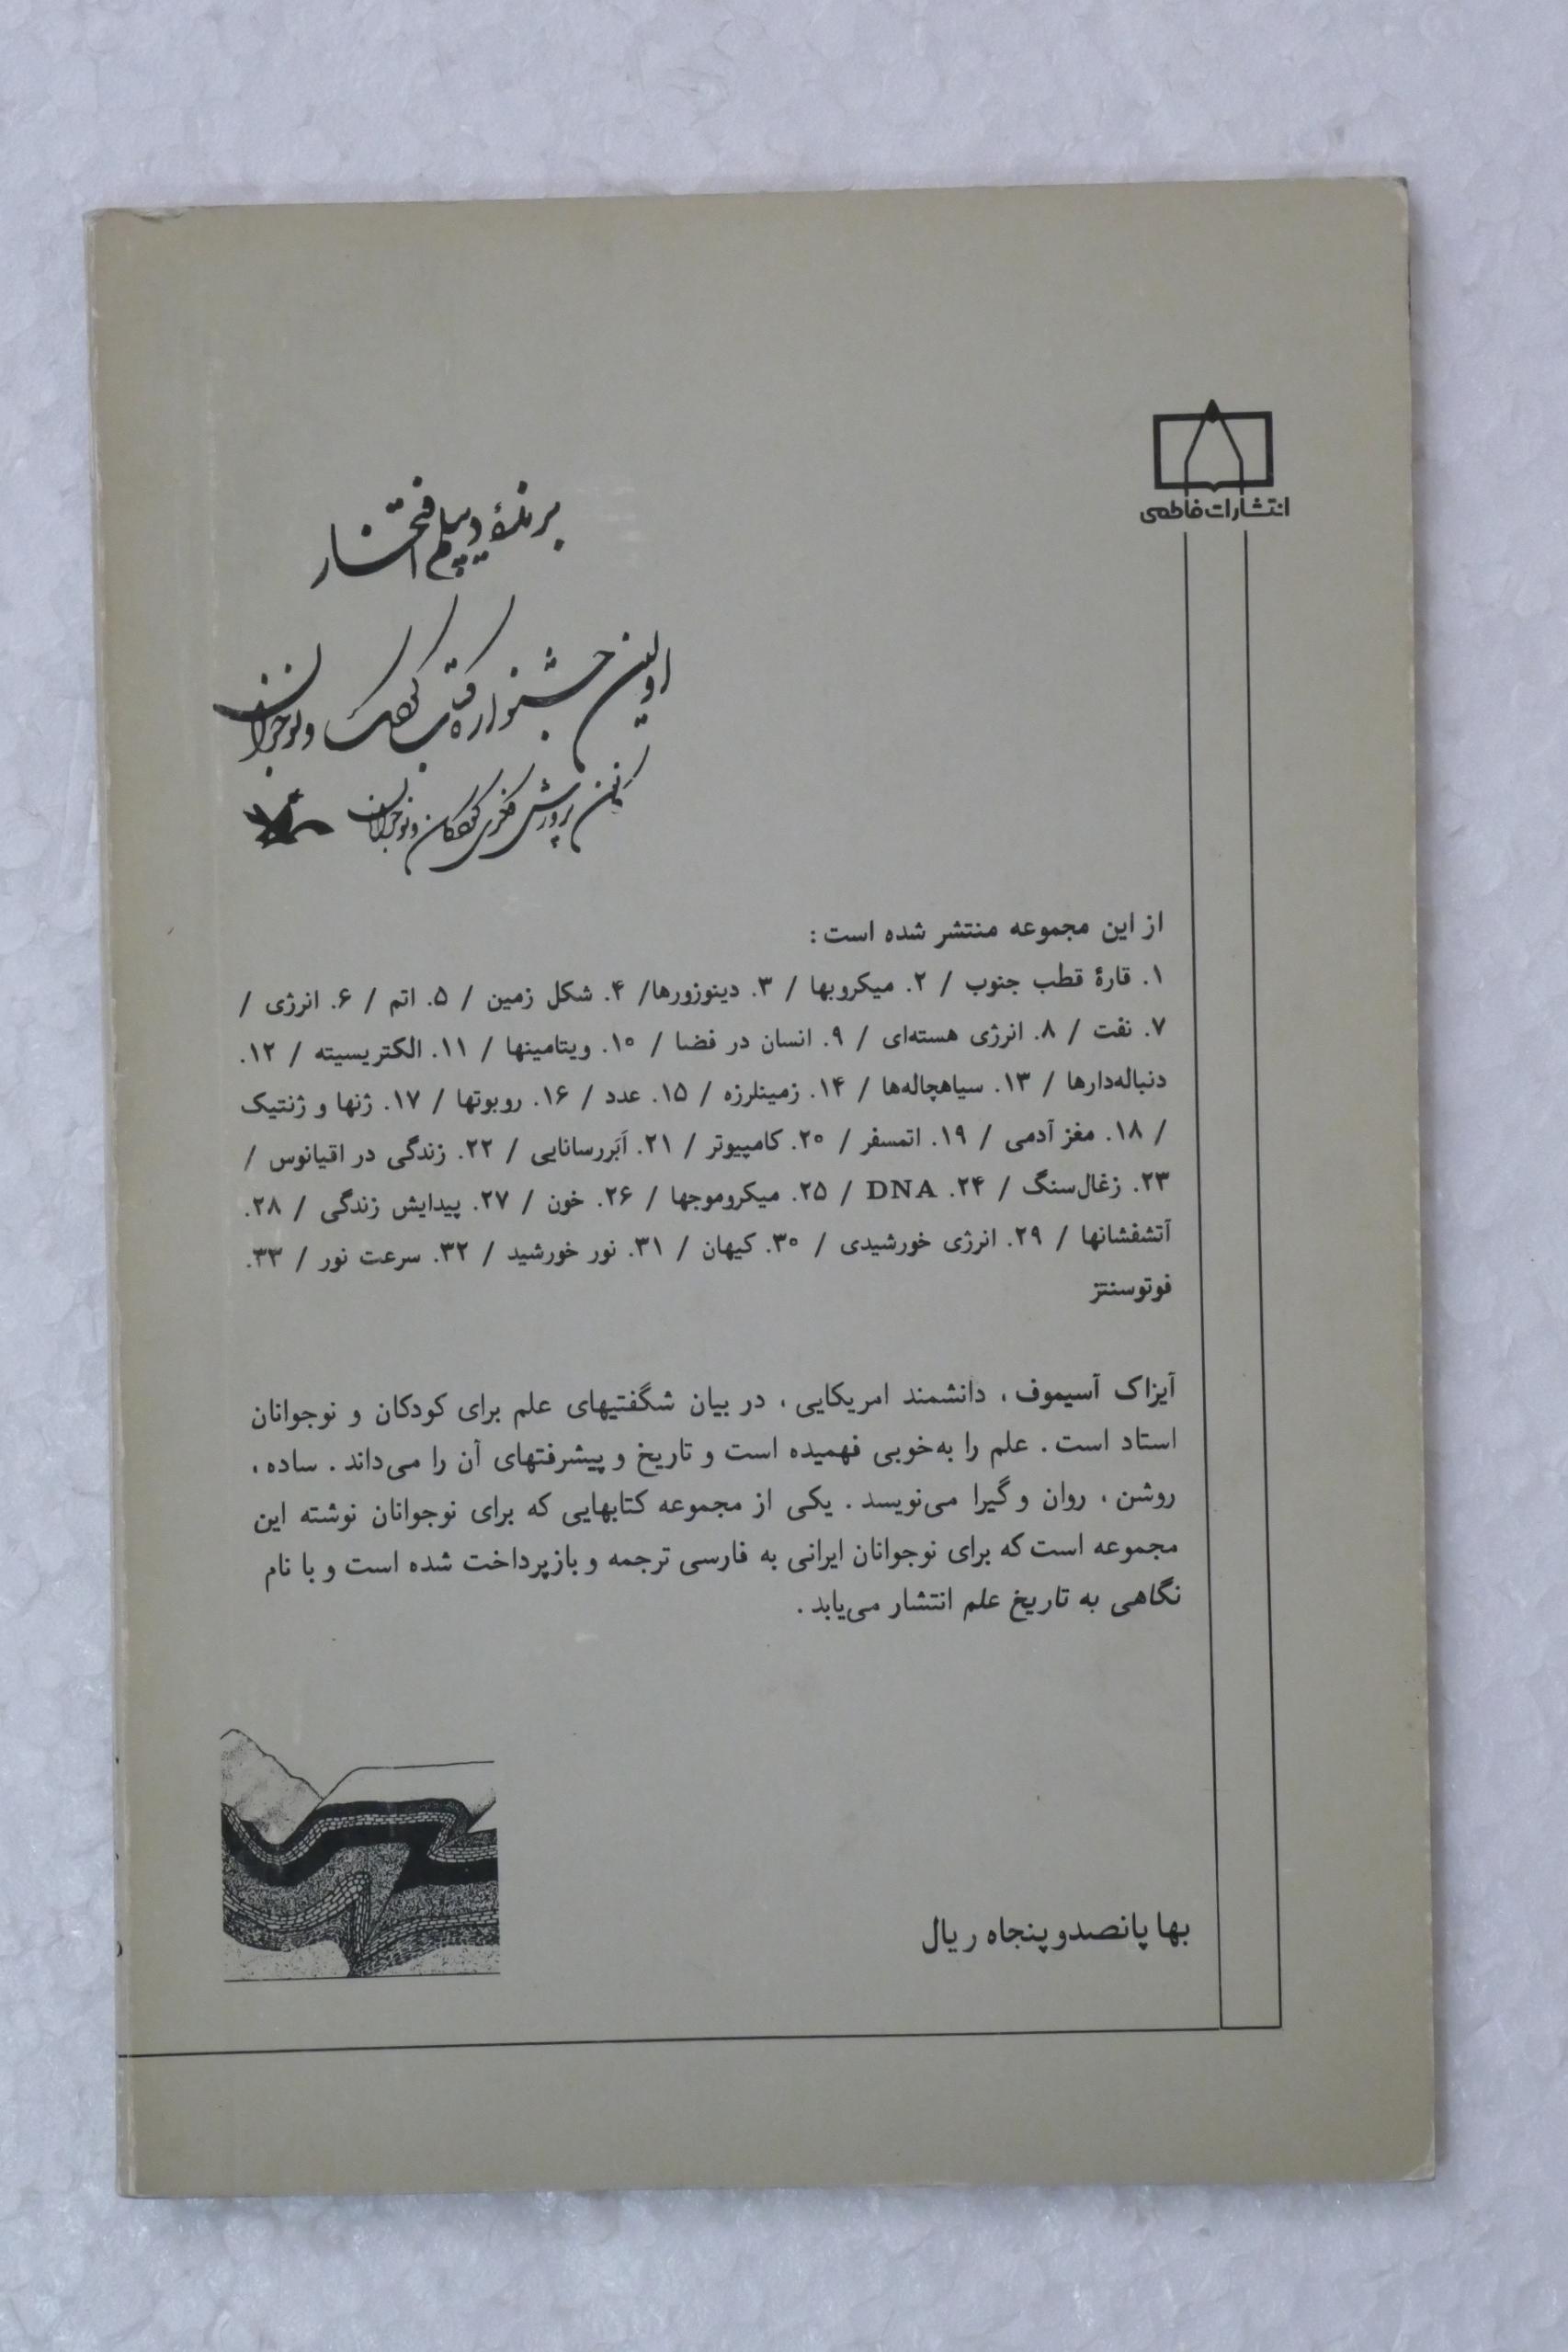 انتشارات فاطمی
برندهٔ دیپلم افتخار
اولین جشنواره کتاب کودک و نوجوان
کانون پرورش فکری کودکان و نوجوانان
از این مجموعه منتشر شده است :
۱. قارهٔ قطب جنوب / ۲. میکروبها / ۳. دینوزورها/ ۴. شکل زمین / ۵. اتم / ۶. انرژی /
۷. نفت / ۸. انرژی هسته‌ای / ۹. انسان در فضا / ۱۰. ویتامینها / ۱۱. الکتریسیته / ۱۲.
دنباله‌دارها / ۱۳. سیاهچاله‌ها / ۱۴. زمینلرزه / ۱۵. عدد / ۱۶. روبوتها / ۱۷. ژنها و ژنتیک
/ ۱۸. مغز آدمی / ۱۹. اتمسفر / ۲۰. کامپیوتر / ۲۱. اَبَررسانایی / ۲۲. زندگی در اقیانوس /
۲۳. زغال‌سنگ / ۲۴. DNA / ۲۵. میکروموجها / ۲۶. خون / ۲۷. پیدایش زندگی / ۲۸.
آتشفشانها / ۲۹. انرژی خورشیدی / ۳۰. کیهان / ۳۱. نور خورشید / ۳۲. سرعت نور / ۳۳.
فوتوسنتز
آیزاک آسیموف ، دانشمند امریکایی ، در بیان شگفتیهای علم برای کودکان و نوجوانان
استاد است . علم را به‌خوبی فهمیده است و تاریخ و پیشرفتهای آن را می‌داند . ساده ،
روشن ، روان و گیرا می‌نویسد . یکی از مجموعه کتابهایی که برای نوجوانان نوشته این
مجموعه است که برای نوجوانان ایرانی به فارسی ترجمه و بازپرداخت شده است و با نام
نگاهی به تاریخ علم انتشار می‌یابد .
بها پانصدو پنجاه ریال